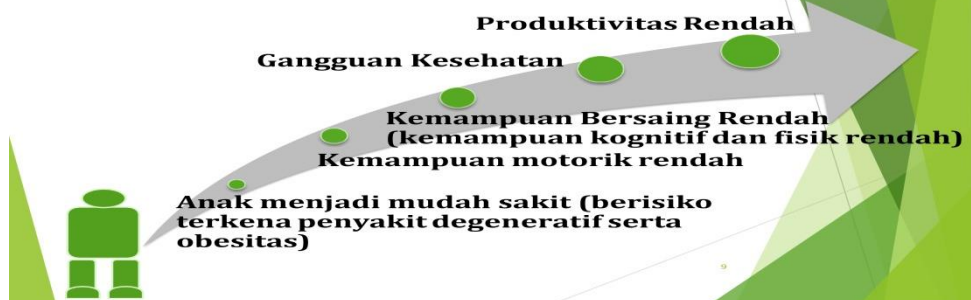 Produktivitas Rendah
Gangguan Kesehatan
Kemampuan Bersaing Rendah
(kemampuan kognitif dan fisik rendah)
Kemampuan motorik rendah
Anak menjadi mudah sakit (berisiko
terkena penyakit degeneratif serta
obesitas)
9